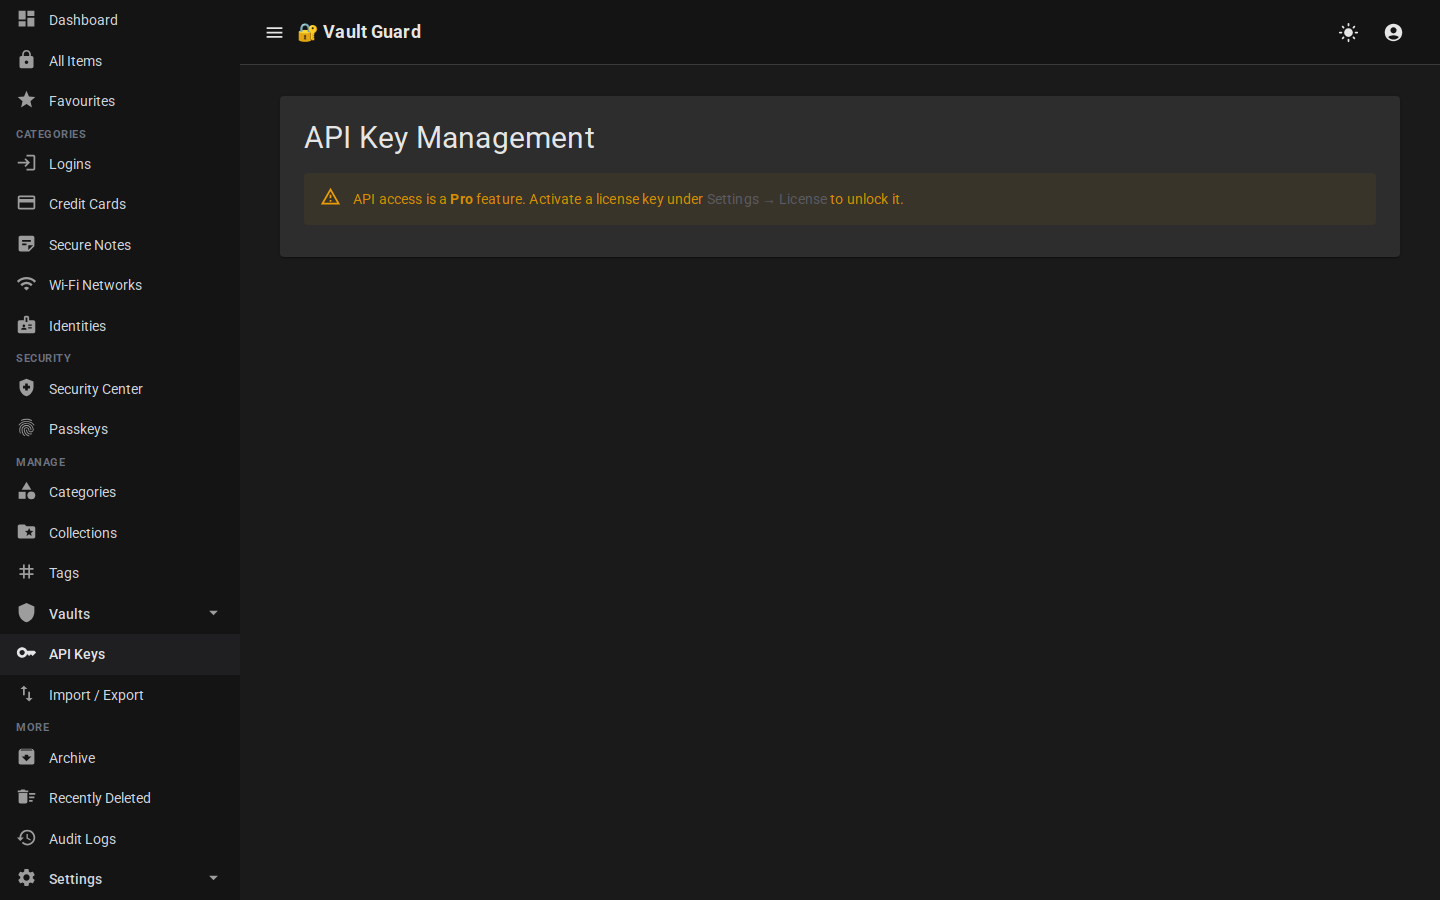 Dashboard
All Items
Favourites
CATEGORIES
Logins
Credit Cards
Secure Notes
Wi-Fi Networks
Identities
SECURITY
Security Center
Passkeys
MANAGE
Categories
Collections
Tags
Vaults
API Keys
Import / Export
MORE
Archive
Recently Deleted
Audit Logs
Settings
🔐 Vault Guard
API Key Management
API access is a Pro feature. Activate a license key under Settings → License to unlock it.